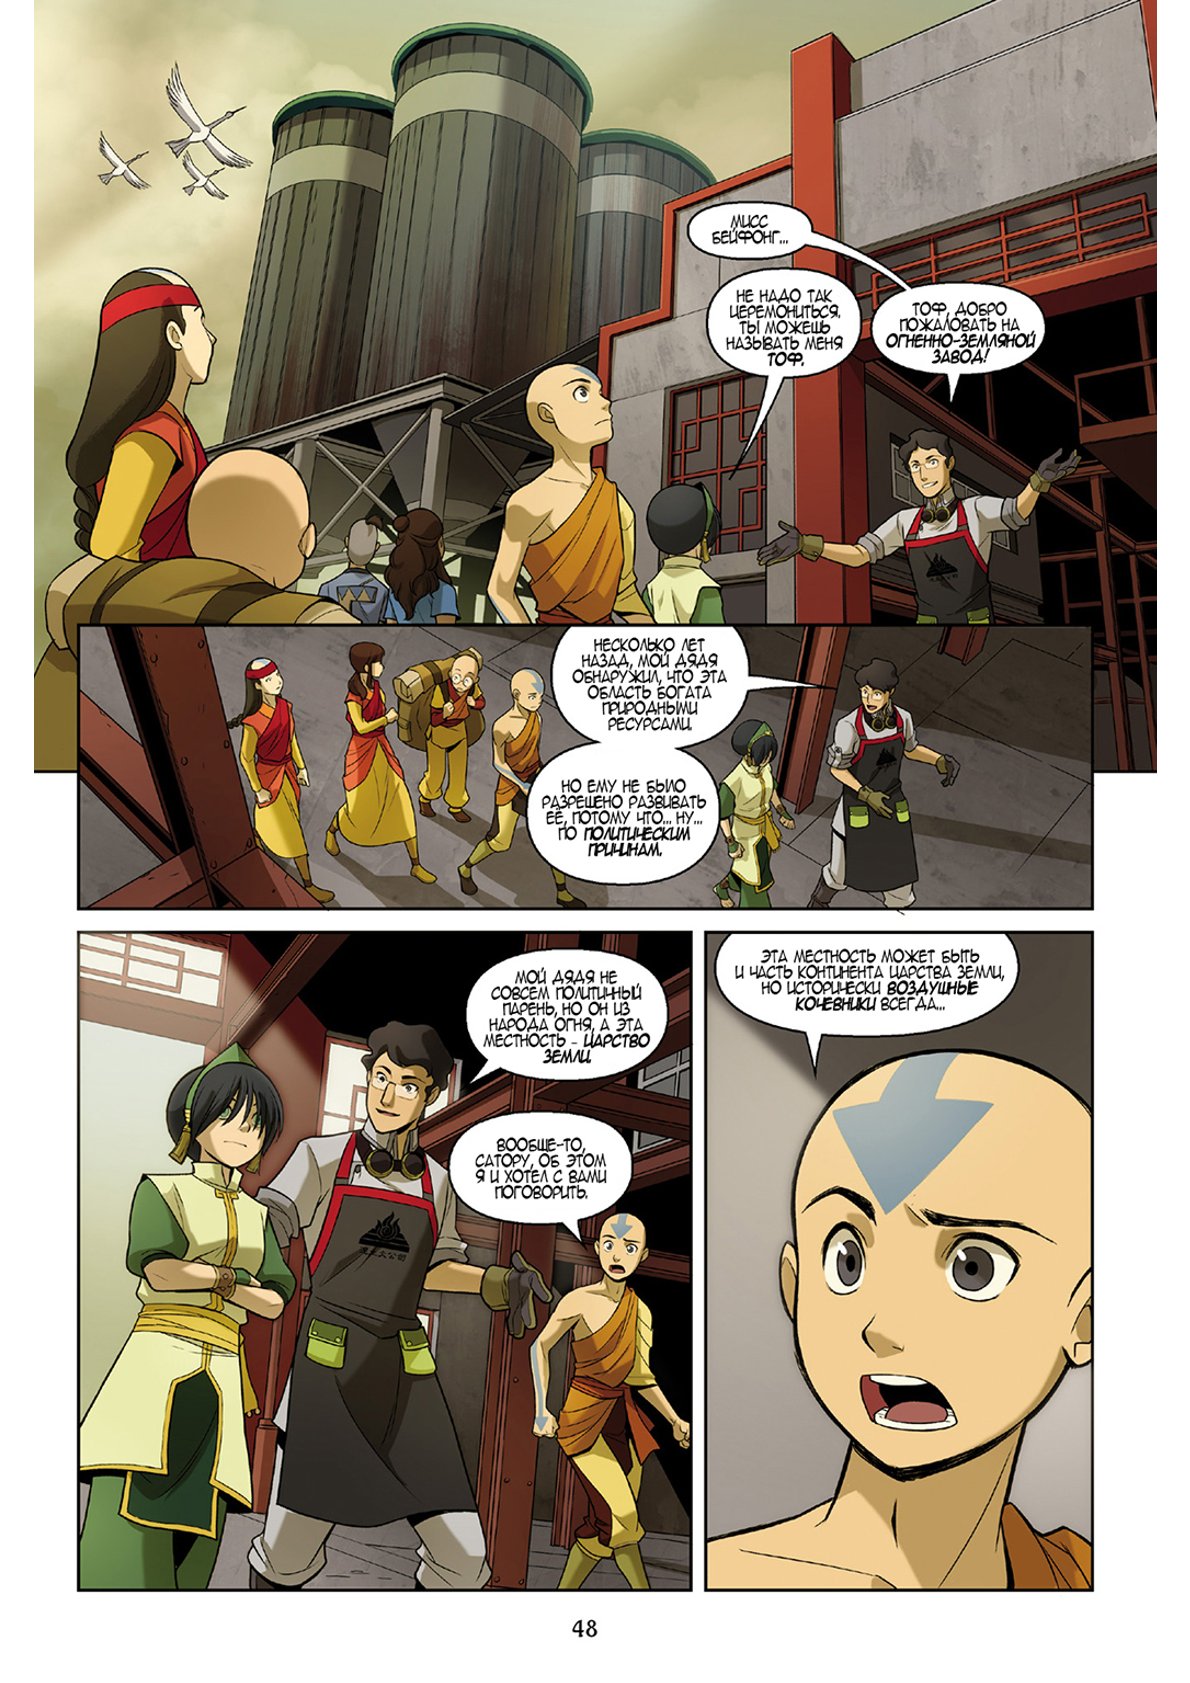 МИСС
БЕЙФОНГ...
НЕ НАДО ТАК
ЦЕРЕМОНИТЬСЯ.
ТЫ МОЖЕШЬ
НАЗЫВАТЬ МЕНЯ
ТОФ.
ТОФ, ДОБРО
ПОЖАЛОВАТЬ НА
ОГНЕННО-ЗЕМЛЯНОЙ
ЗАВОД!
НЕСКОЛЬКО ЛЕТ
НАЗАД, МОЙ ДЯДЯ
ОБНАРУЖИЛ, ЧТО ЭТА
ОБЛАСТЬ БОГАТА
ПРИРОДНЫМИ
РЕСУРСАМИ.
НО ЕМУ НЕ БЫЛО
РАЗРЕШЕНО РАЗВИВАТЬ
ЕЁ, ПОТОМУ ЧТО... НУ...
ПО ПОЛИТИЧЕСКИМ
ПРИЧИНАМ.
МОЙ ДЯДЯ НЕ
СОВСЕМ ПОЛИТИЧНЫЙ
ПАРЕНЬ, НО ОН ИЗ
НАРОДА ОГНЯ, А ЭТА
МЕСТНОСТЬ - ЦАРСТВО
ЗЕМЛИ.
ВООБЩЕ-ТО,
САТОРУ, ОБ ЭТОМ
Я И ХОТЕЛ С ВАМИ
ПОГОВОРИТЬ.
ЭТА МЕСТНОСТЬ МОЖЕТ БЫТЬ
И ЧАСТЬ КОНТИНЕНТА ЦАРСТВА ЗЕМЛИ,
НО ИСТОРИЧЕСКИ ВОЗДУШНЫЕ
КОЧЕВНИКИ ВСЕГДА...
48